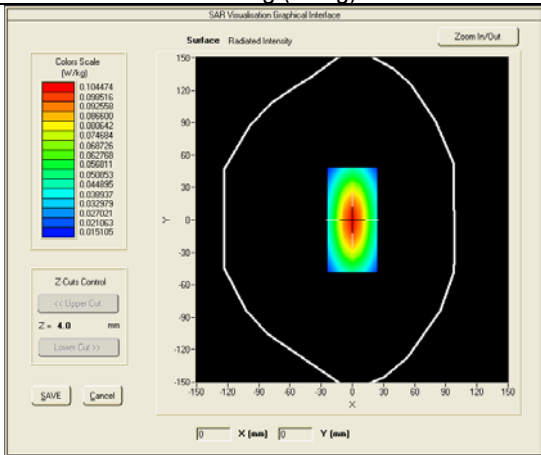 SAR Visualisation Graphical Interface
Surface Radiated Intensity
Zoom In/Out
Colors Scale
(W/kg)
0.104474
0.098516
0.092558
0.086600
0.080642
0.074684
0.068726
0.062768
0.056811
0.050853
0.044895
0.038937
0.032979
0.027021
0.021063
0.015105
150
120
90
60
30
0
-30
-60
-90
-120
-150
Y
-150 -120 -90 -60 -30 0 30 60 90 120 150
X
Z Cuts Control
<< Upper Cut
Z = 4.0 mm
Lower Cut >>
SAVE Cancel
0 X (mm) 0 Y (mm)